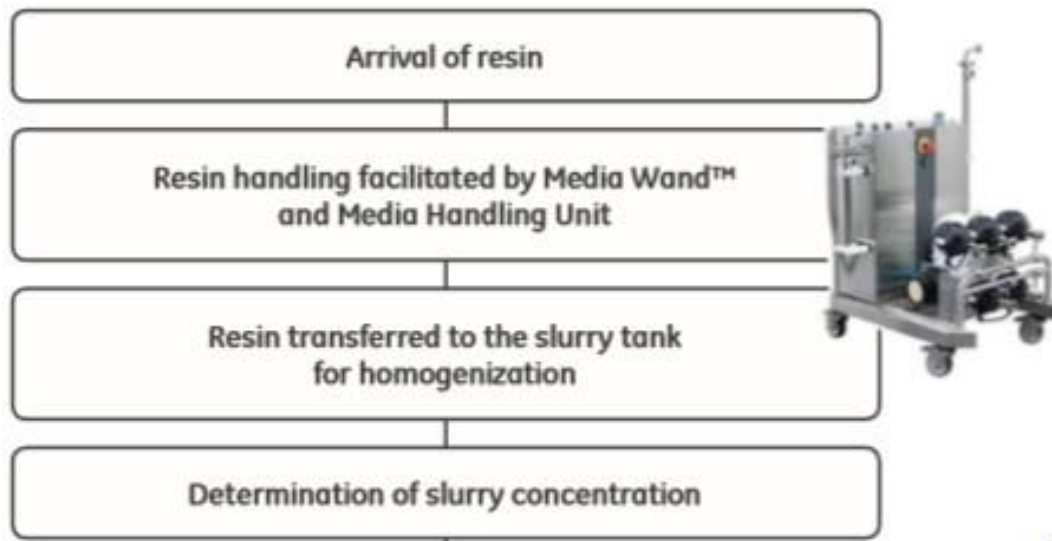 Arrival of resin
Resin handling facilitated by Media Wand™
and Media Handling Unit
Resin transferred to the slurry tank
for homogenization
Determination of slurry concentration